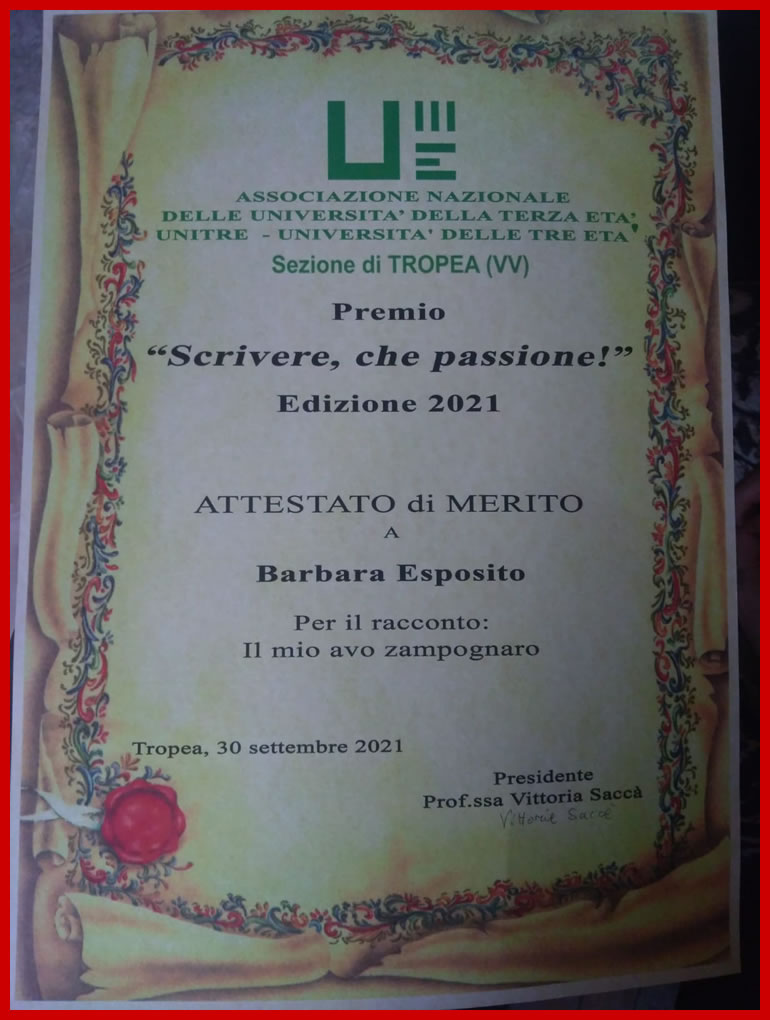 U III E
ASSOCIAZIONE NAZIONALE
DELLE UNIVERSITA' DELLA TERZA ETA'
UNITRE - UNIVERSITA' DELLE TRE ETA'
Sezione di TROPEA (VV)
Premio
“Scrivere, che passione!”
Edizione 2021
ATTESTATO di MERITO
A
Barbara Esposito
Per il racconto:
Il mio avo zampognaro
Tropea, 30 settembre 2021
Presidente
Prof.ssa Vittoria Saccà
Vittoria Saccà